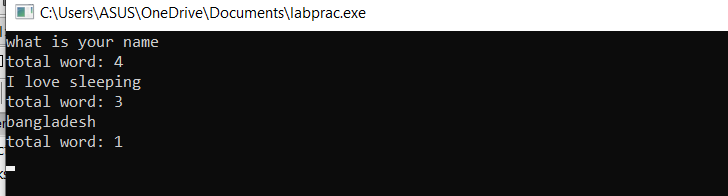 C:\Users\ASUS\OneDrive\Documents\labprac.exe
what is your name
total word: 4
I love sleeping
total word: 3
bangladesh
total word: 1